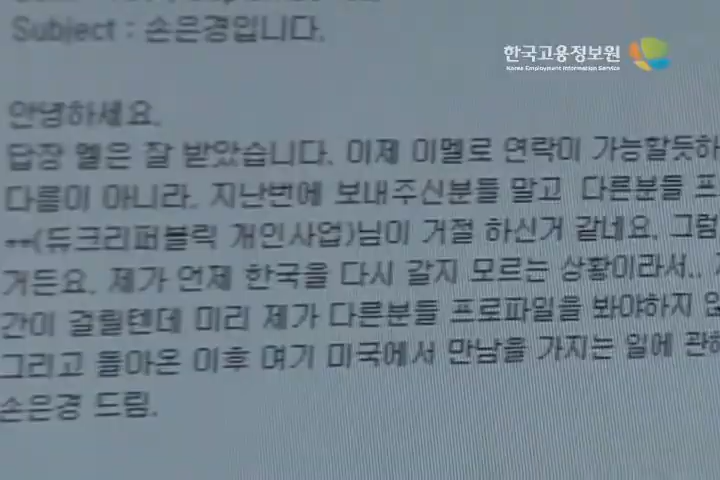 Subject : 손은경입니다.
한국고용정보원
Korea Employment Information Service
안녕하세요.
답장 멜은 잘 받았습니다. 이제 이멜로 연락이 가능할듯하
다름이 아니라, 지난번에 보내주신분들 말고 다른분들 프
**(듀크리퍼블릭 개인사업)님이 거절 하신거 같네요. 그럼
거든요. 제가 언제 한국을 다시 갈지 모르는 상황이라서..
간이 걸릴텐데 미리 제가 다른분들 프로파일을 봐야하지 않
그리고 돌아온 이후 여기 미국에서 만남을 가지는 일에 관해
손은경 드림.